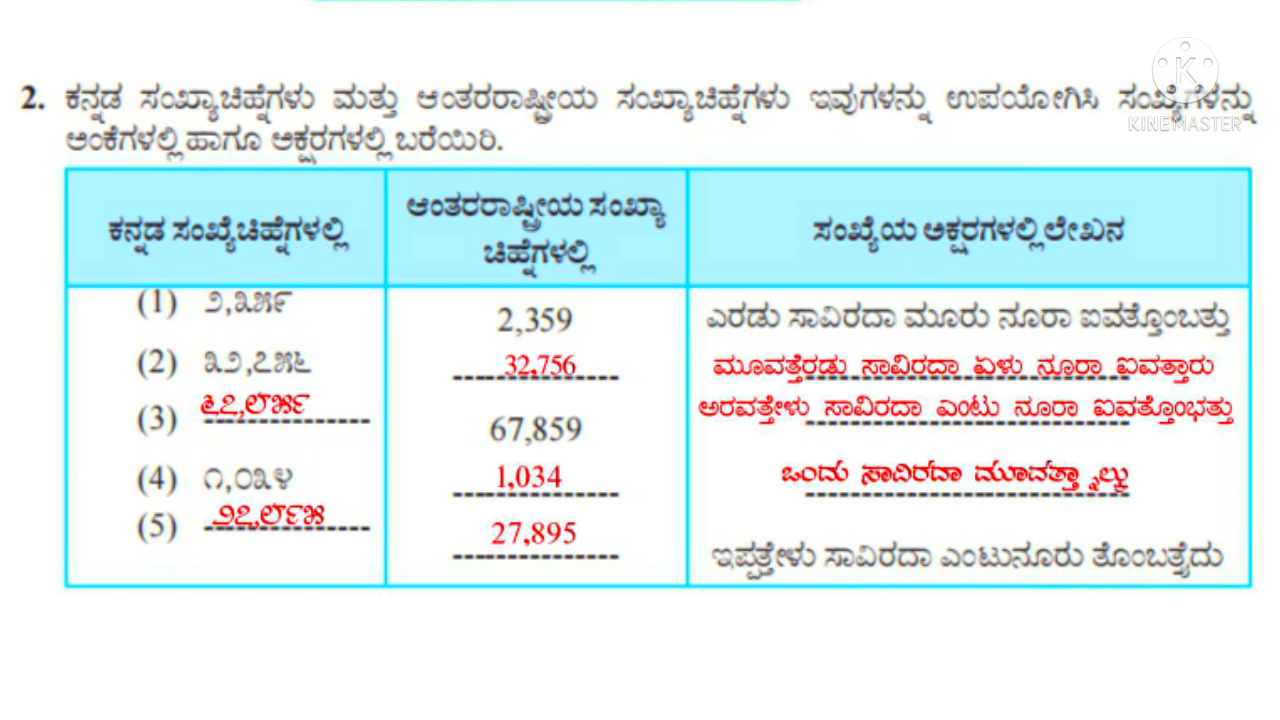 K
KINEMASTER
2. ಕನ್ನಡ ಸಂಖ್ಯಾಚಿಹ್ನೆಗಳು ಮತ್ತು ಆಂತರರಾಷ್ಟ್ರೀಯ ಸಂಖ್ಯಾಚಿಹ್ನೆಗಳು ಇವುಗಳನ್ನು ಉಪಯೋಗಿಸಿ ಸಂಖ್ಯೆಗಳನ್ನು
ಅಂಕೆಗಳಲ್ಲಿ ಹಾಗೂ ಅಕ್ಷರಗಳಲ್ಲಿ ಬರೆಯಿರಿ.
ಕನ್ನಡ ಸಂಖ್ಯೆಚಿಹ್ನೆಗಳಲ್ಲಿ
ಆಂತರರಾಷ್ಟ್ರೀಯ ಸಂಖ್ಯಾ
ಚಿಹ್ನೆಗಳಲ್ಲಿ
ಸಂಖ್ಯೆಯ ಅಕ್ಷರಗಳಲ್ಲಿ ಲೇಖನ
(1) ೨,೩೫೯ 2,359 ಎರಡು ಸಾವಿರದಾ ಮೂರು ನೂರಾ ಐವತ್ತೊಂಬತ್ತು
(2) ೩೨,೭೫೬ 32,756 ಮೂವತ್ತೆರಡು ಸಾವಿರದಾ ಏಳು ನೂರಾ ಐವತ್ತಾರು
(3) ೬೭,೮೫೯ 67,859 ಅರವತ್ತೇಳು ಸಾವಿರದಾ ಎಂಟು ನೂರಾ ಐವತ್ತೊಂಭತ್ತು
(4) ೧,೦೩೪ 1,034 ಒಂದು ಸಾವಿರದಾ ಮೂವತ್ತ್ನಾಲ್ಕು
(5) ೨೭,೮೯೫ 27,895 ಇಪ್ಪತ್ತೇಳು ಸಾವಿರದಾ ಎಂಟುನೂರು ತೊಂಬತ್ತೈದು